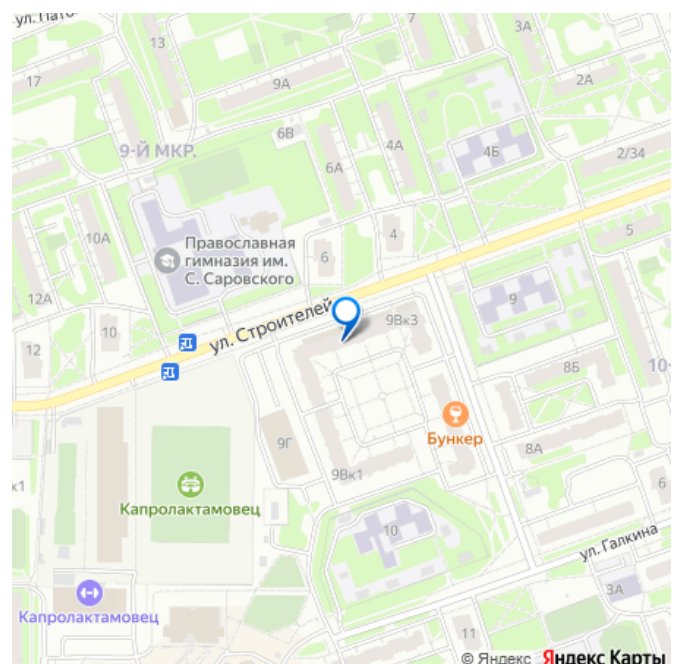 ул. Пато
13
7
3А
17
9А
2А
6В
4А
9-Й МКР.
4Б
6А
2/34
10А
Православная
гимназия им.
С. Саровского
4
5
6
12А
9
ул. Строителей
9Вк3
10
12
8Б
10-
Бункер
9Г
8А
9Вк1
6
к1
Капролактамовец
10
ул. Галкина
3А
Капролактамовец
11
© Яндекс Яндекс Карты